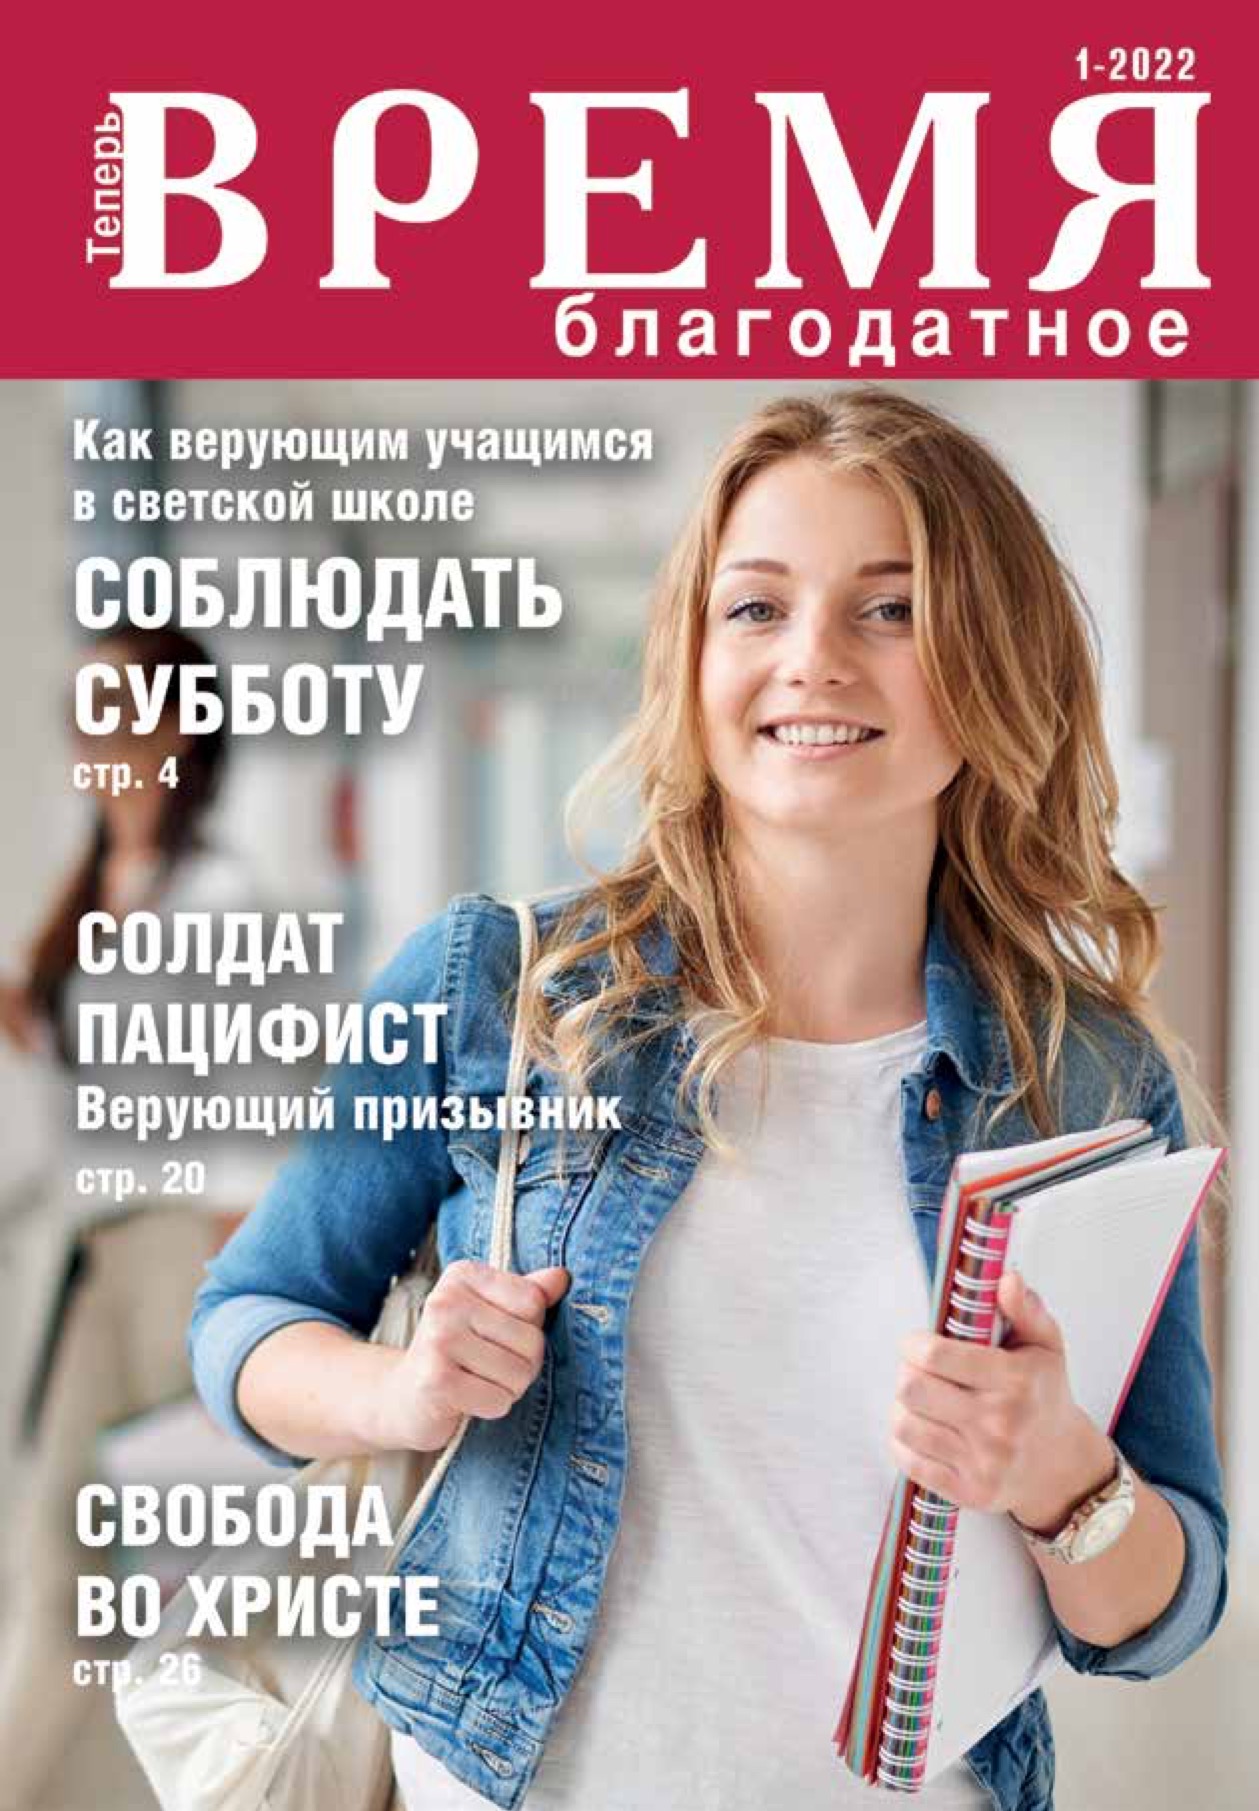 1-2022
Теперь
ВРЕМЯ
благодатное
Как верующим учащимся
в светской школе
СОБЛЮДАТЬ
СУББОТУ
стр. 4
СОЛДАТ
ПАЦИФИСТ
Верующий призывник
стр. 20
СВОБОДА
ВО ХРИСТЕ
стр. 26